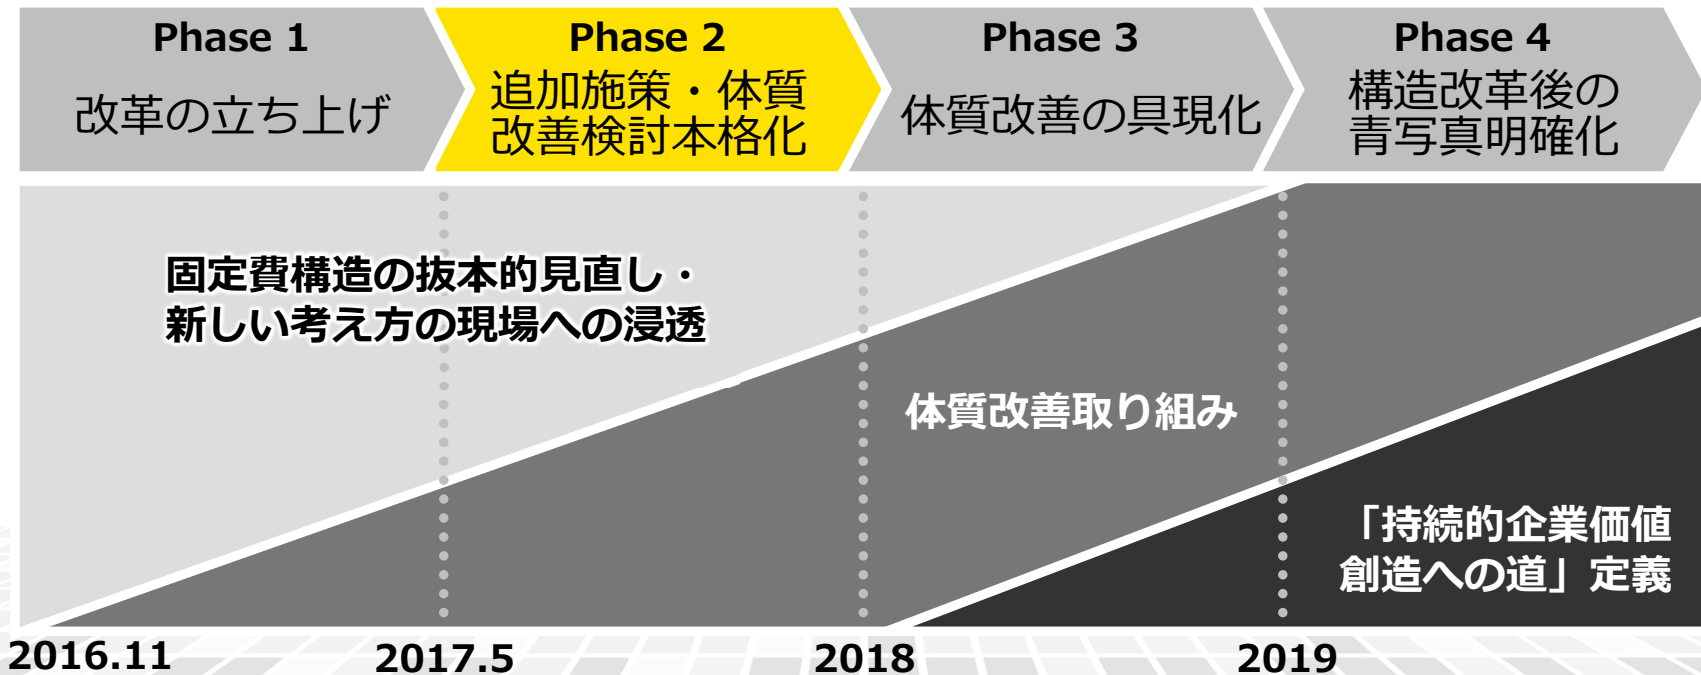 Phase 1
改革の立ち上げ
Phase 2
追加施策・体質
改善検討本格化
Phase 3
体質改善の具現化
Phase 4
構造改革後の
青写真明確化
固定費構造の抜本的見直し・
新しい考え方の現場への浸透
体質改善取り組み
「持続的企業価値
創造への道」定義
2016.11
2017.5
2018
2019